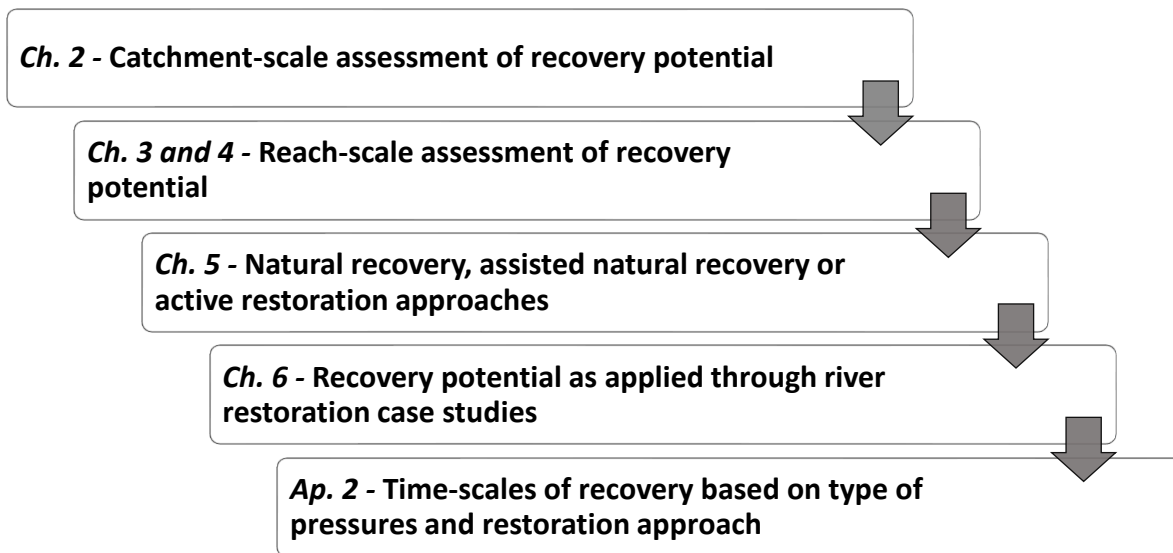 Ch. 2 - Catchment-scale assessment of recovery potential
Ch. 3 and 4 - Reach-scale assessment of recovery
potential
Ch. 5 - Natural recovery, assisted natural recovery or
active restoration approaches
Ch. 6 - Recovery potential as applied through river
restoration case studies
Ap. 2 - Time-scales of recovery based on type of
pressures and restoration approach